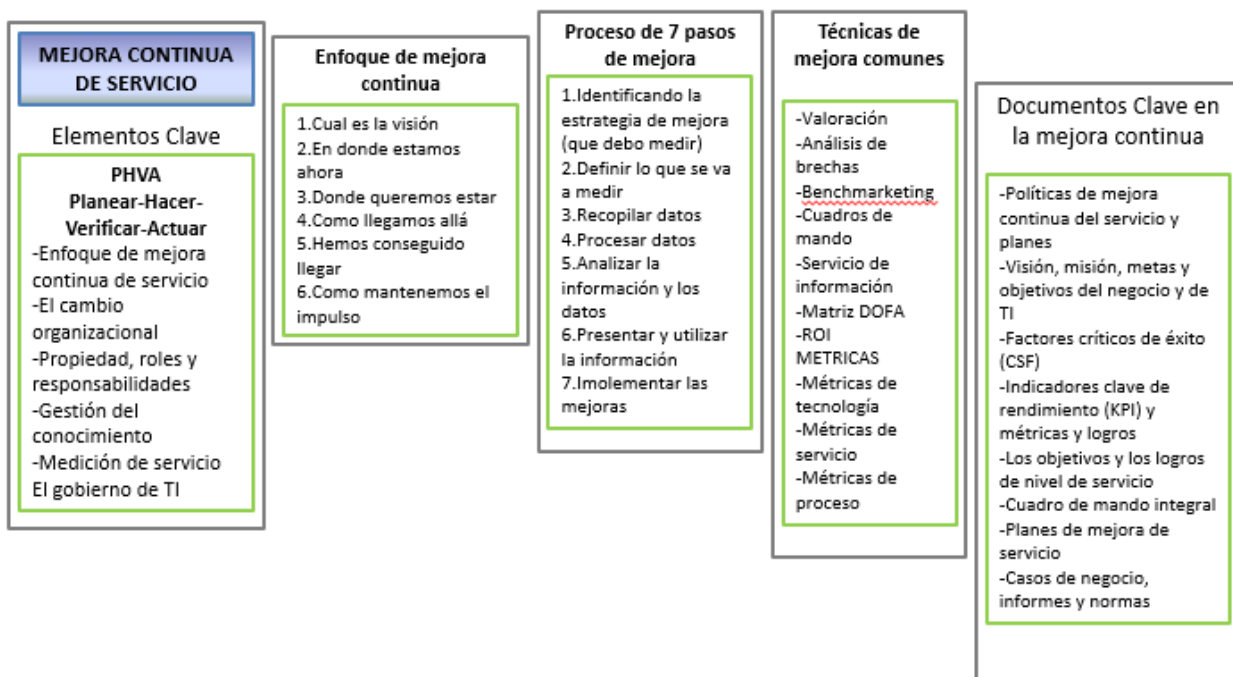 MEJORA CONTINUA
DE SERVICIO
Elementos Clave
PHVA
Planear-Hacer-
Verificar-Actuar
-Enfoque de mejora
continua de servicio
-El cambio
organizacional
-Propiedad, roles y
responsabilidades
-Gestión del
conocimiento
-Medición de servicio
El gobierno de TI
Enfoque de mejora
continua
1.Cual es la visión
2.En donde estamos
ahora
3.Donde queremos estar
4.Como llegamos allá
5.Hemos conseguido
llegar
6.Como mantenemos el
impulso
Proceso de 7 pasos
de mejora
1.Identificando la
estrategia de mejora
(que debo medir)
2.Definir lo que se va
a medir
3.Recopilar datos
4.Procesar datos
5.Analizar la
información y los
datos
6.Presentar y utilizar
la información
7.Imolementar las
mejoras
Técnicas de
mejora comunes
-Valoración
-Análisis de
brechas
-Benchmarketing
-Cuadros de
mando
-Servicio de
información
-Matriz DOFA
-ROI
METRICAS
-Métricas de
tecnología
-Métricas de
servicio
-Métricas de
proceso
Documentos Clave en
la mejora continua
-Políticas de mejora
continua del servicio y
planes
-Visión, misión, metas y
objetivos del negocio y de
TI
-Factores críticos de éxito
(CSF)
-Indicadores clave de
rendimiento (KPI) y
métricas y logros
-Los objetivos y los logros
de nivel de servicio
-Cuadro de mando integral
-Planes de mejora de
servicio
-Casos de negocio,
informes y normas